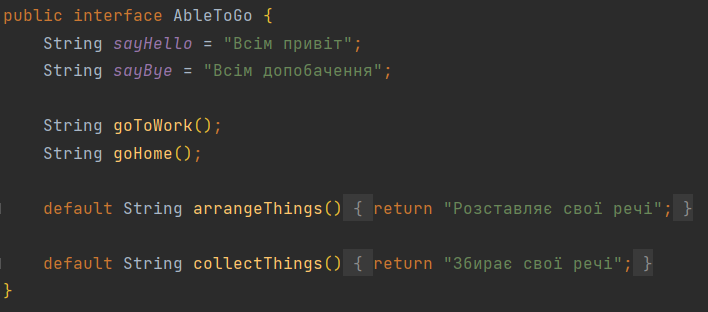 public interface AbleToGo {
String sayHello = "Всім привіт";
String sayBye = "Всім допобачення";
String goToWork();
String goHome();
default String arrangeThings() { return "Розставляє свої речі"; }
default String collectThings() { return "Збирає свої речі"; }
}